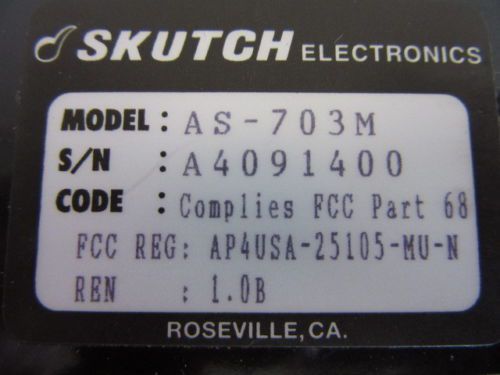 SKUTCH ELECTRONICS
MODEL : AS-703M
S/N : A4091400
CODE : Complies FCC Part 68
FCC REG: AP4USA-25105-MU-N
REN : 1.0B
ROSEVILLE, CA.